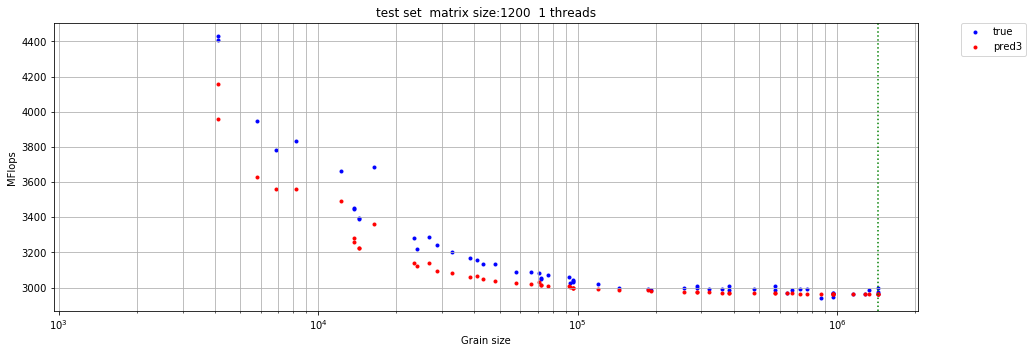 test set  matrix size:1200  1 threads
true
pred3
MFlops
4400
4200
4000
3800
3600
3400
3200
3000
10³
10⁴
10⁵
10⁶
Grain size